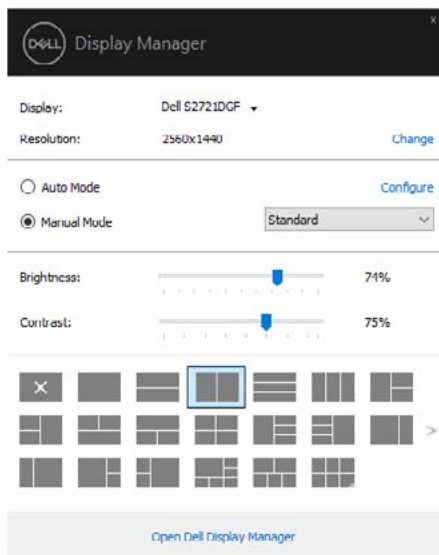 DELL Display Manager
x
Display: Dell S2721DGF
Resolution: 2560x1440 Change
Auto Mode Configure
Manual Mode Standard
Brightness: 74%
Contrast: 75%
Open Dell Display Manager